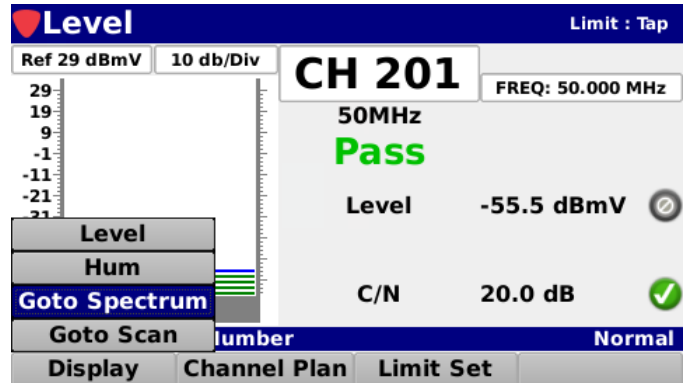 Level Limit : Tap
Ref 29 dBmV 10 db/Div
CH 201
FREQ: 50.000 MHz
50MHz
Pass
29
19
9
-1
-11
-21
-31
Level -55.5 dBmV
C/N 20.0 dB
Level
Hum
Goto Spectrum
Goto Scan
Normal
Display Channel Plan Limit Set